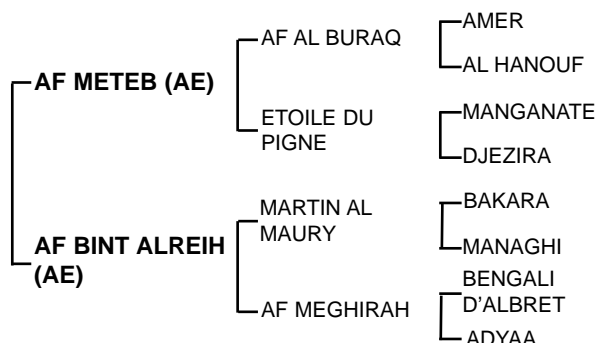 AF METEB (AE)
AF AL BURAQ
AMER
AL HANOUF
ETOILE DU
PIGNE
MANGANATE
DJEZIRA
AF BINT ALREIH
(AE)
MARTIN AL
MAURY
BAKARA
MANAGHI
AF MEGHIRAH
BENGALI
D'ALBRET
ADYAA